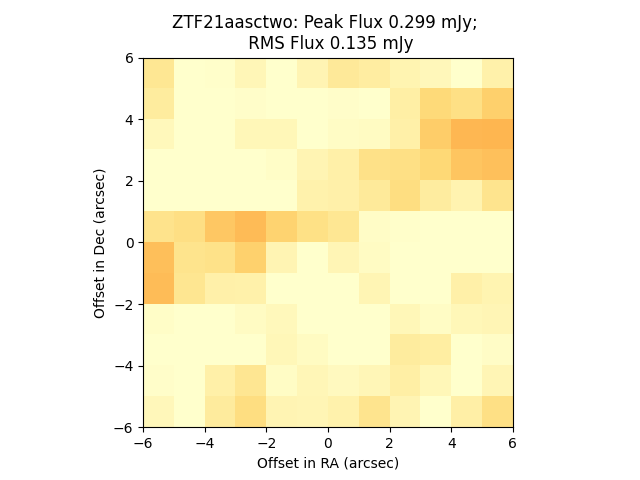 ZTF21aasctwo: Peak Flux 0.299 mJy;
RMS Flux 0.135 mJy
6
4
2
0
−2
−4
−6
Offset in Dec (arcsec)
−6 −4 −2 0 2 4 6
Offset in RA (arcsec)